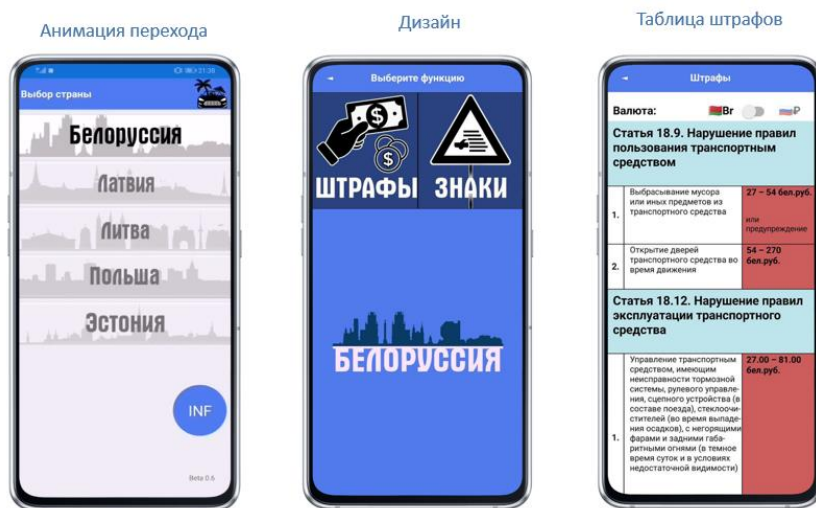 Анимация перехода
Дизайн
Таблица штрафов
21:38
Выбор страны
Белоруссия
Латвия
Литва
Польша
Эстония
INF
Beta 0.6
Выберите функцию
ШТРАФЫ
ЗНАКИ
БЕЛОРУССИЯ
Штрафы
Валюта:
Br
₽
Статья 18.9. Нарушение правил
пользования транспортным
средством
1.
Выбрасывание мусора
или иных предметов из
транспортного средства
27 – 54 бел.руб.
или
предупреждение
2.
Открытие дверей
транспортного средства во
время движения
54 – 270
бел.руб.
Статья 18.12. Нарушение правил
эксплуатации транспортного
средства
1.
Управление транспортным
средством, имеющим
неисправности тормозной
системы, рулевого управле-
ния, сцепного устройства (в
составе поезда), стеклоочи-
стителей (во время выпаде-
ния осадков), с негорящими
фарами и задними габа-
ритными огнями (в темное
время суток и в условиях
недостаточной видимости)
27.00 – 81.00
бел.руб.